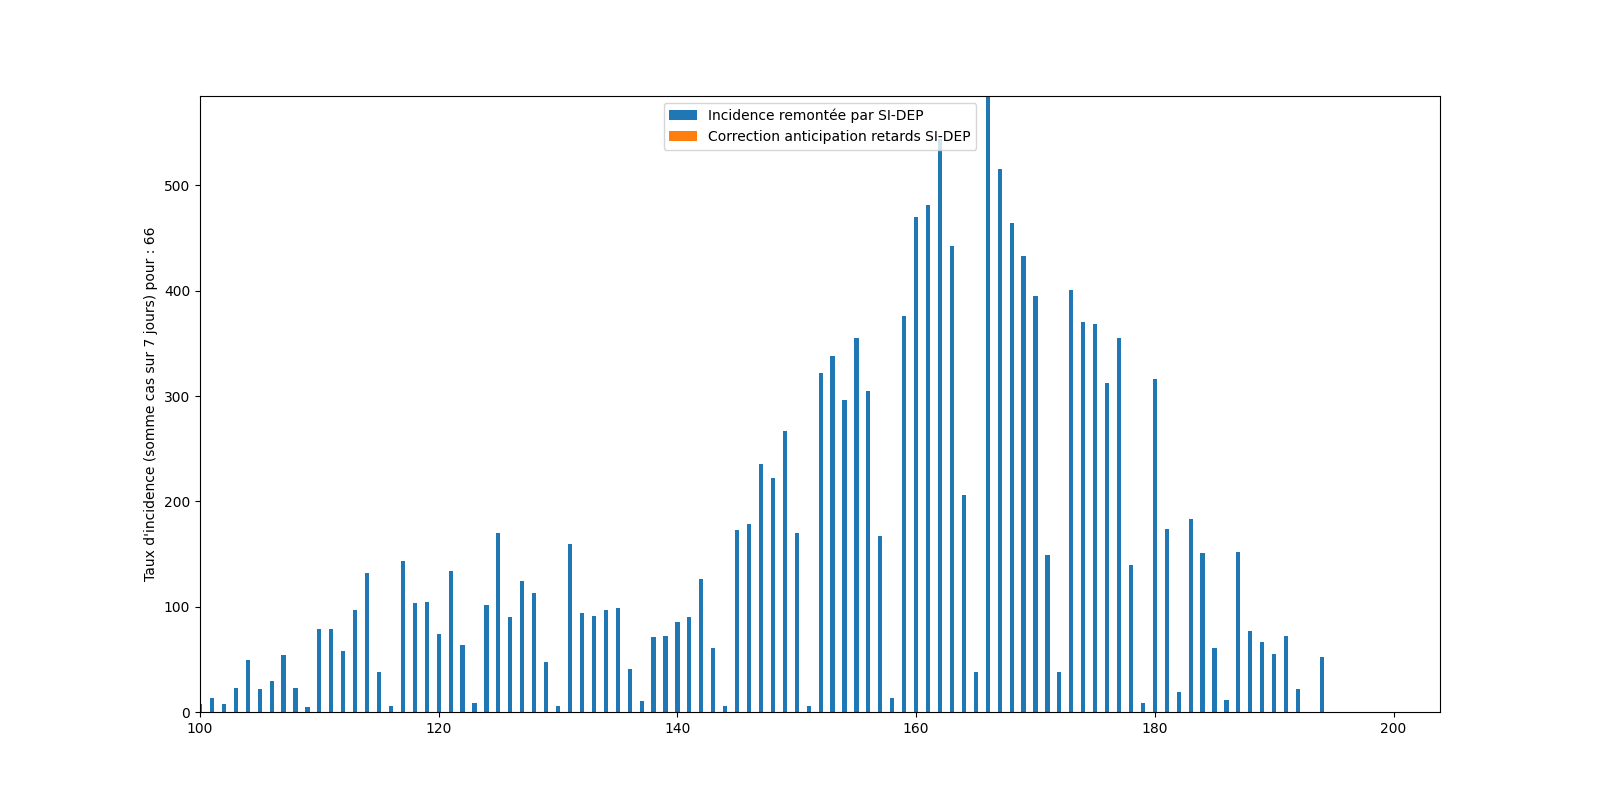 Incidence remontée par SI-DEP
Correction anticipation retards SI-DEP
Taux d'incidence (somme cas sur 7 jours) pour : 66
500
400
300
200
100
0
100 120 140 160 180 200